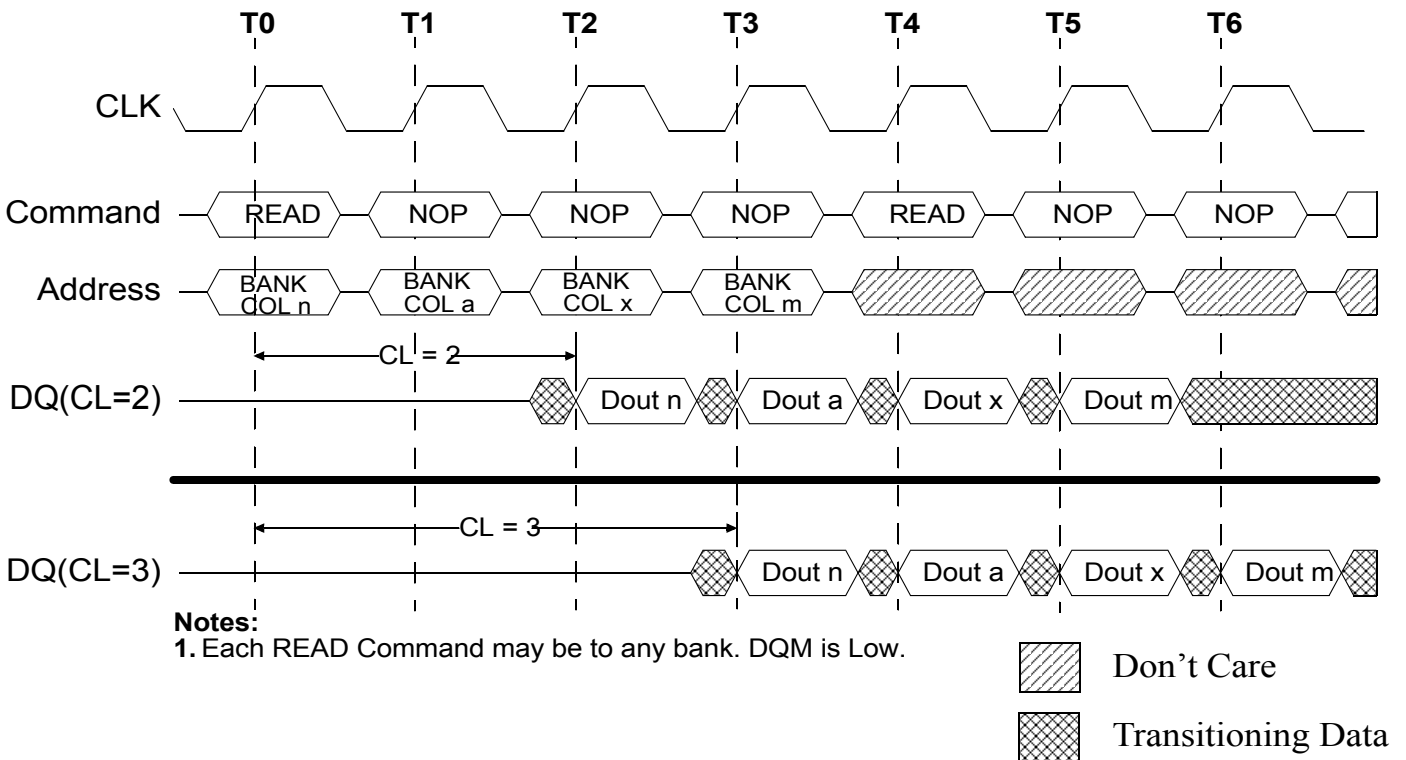 T0 T1 T2 T3 T4 T5 T6
CLK
Command READ NOP NOP NOP READ NOP NOP
Address BANK COL n BANK COL a BANK COL x BANK COL m
CL = 2
DQ(CL=2) Dout n Dout a Dout x Dout m
CL = 3
DQ(CL=3) Dout n Dout a Dout x Dout m
Notes:
1. Each READ Command may be to any bank. DQM is Low.
Don't Care
Transitioning Data